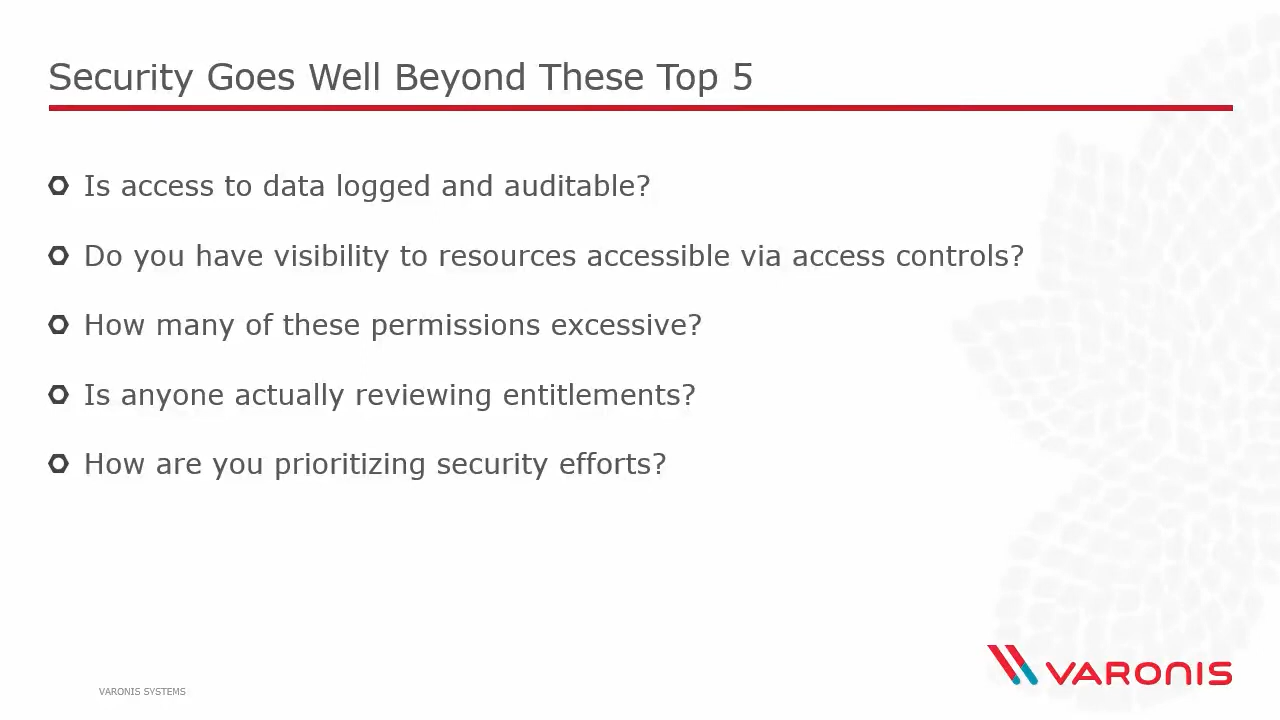 Security Goes Well Beyond These Top 5
Is access to data logged and auditable?
Do you have visibility to resources accessible via access controls?
How many of these permissions excessive?
Is anyone actually reviewing entitlements?
How are you prioritizing security efforts?
VARONIS SYSTEMS
VARONIS